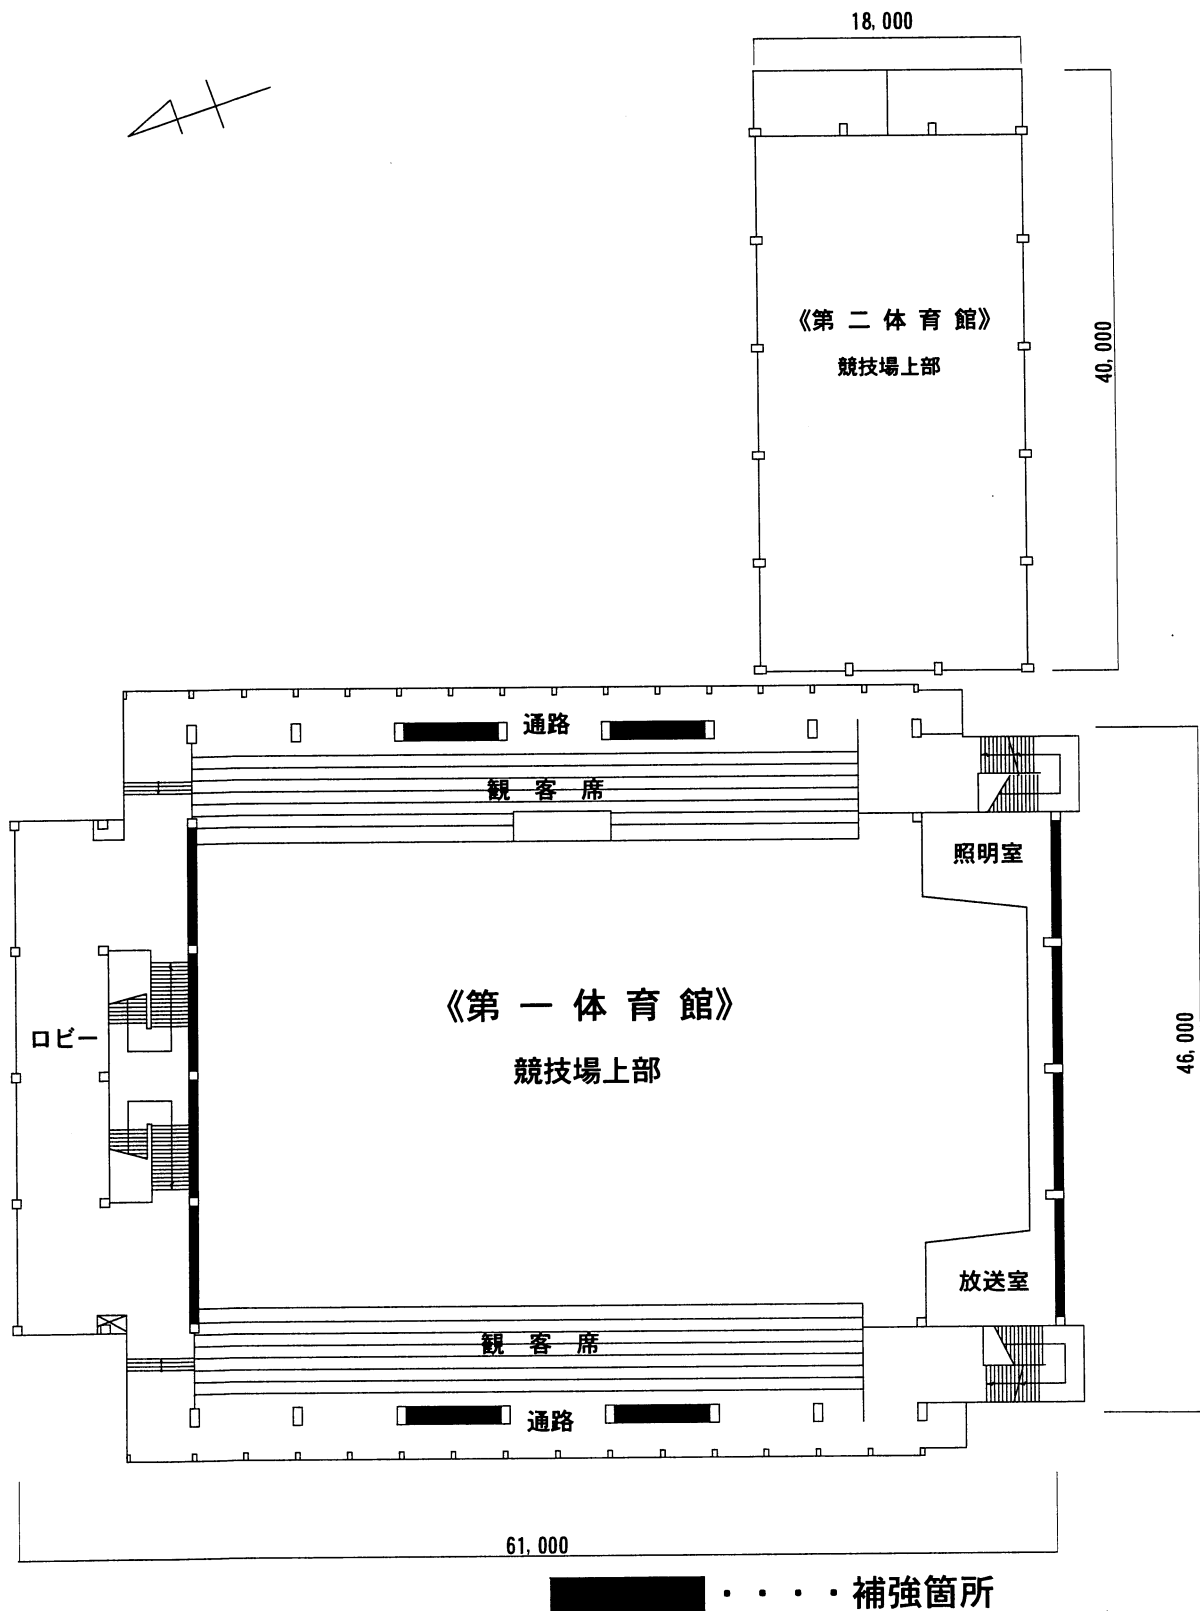 18,000
《第二体育館》
競技場上部
40,000
通路
観客席
照明室
《第一体育館》
ロビー
競技場上部
46,000
放送室
観客席
通路
61,000
・・・・補強箇所